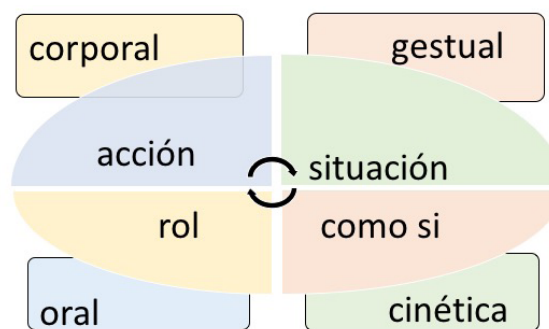 corporal
gestual
acción
situación
rol
como si
oral
cinética